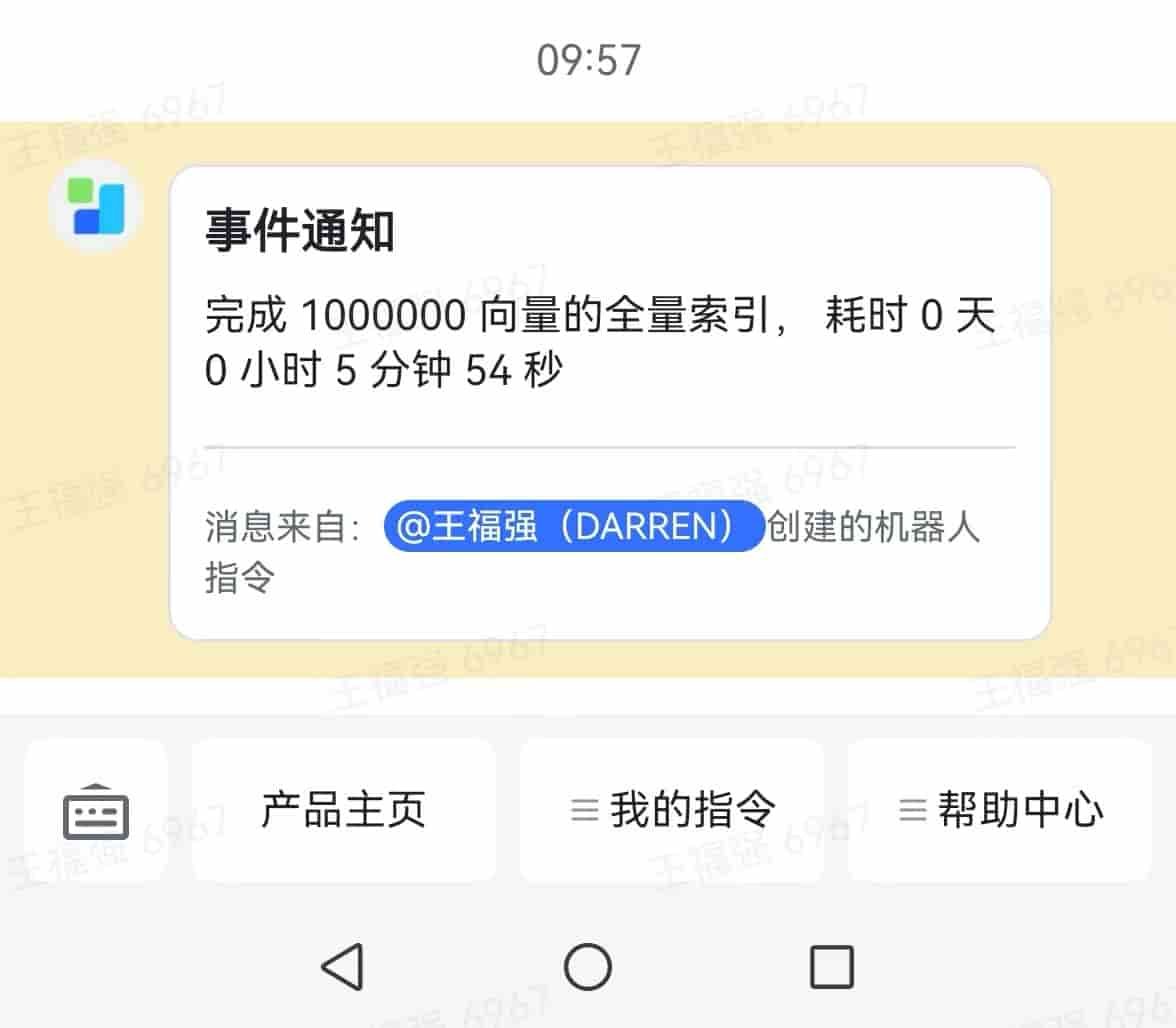 09:57
事件通知
完成 1000000 向量的全量索引， 耗时 0 天
0 小时 5 分钟 54 秒
消息来自： @王福强（DARREN）创建的机器人
指令
产品主页
我的指令
帮助中心
王福强 6967